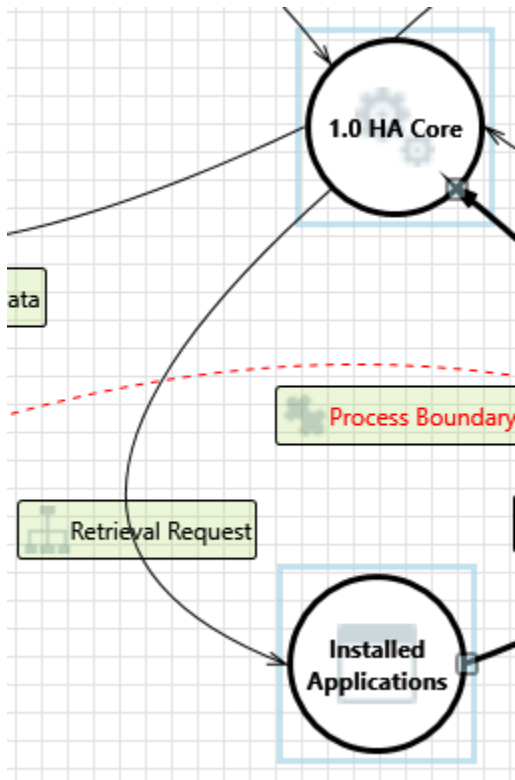 1.0 HA Core
ata
Process Boundary
Retrieval Request
Installed
Applications